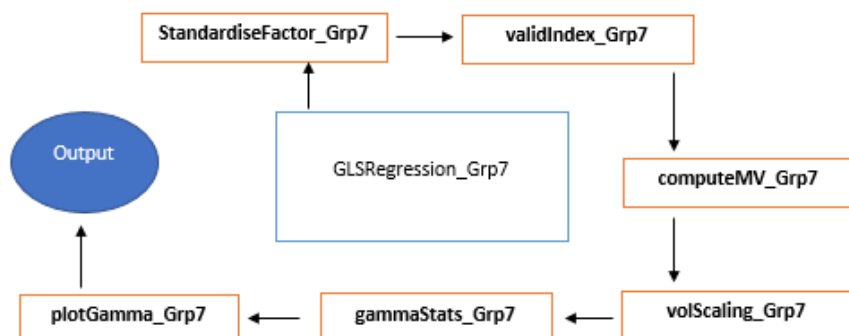 StandardiseFactor_Grp7
validIndex_Grp7
Output
GLSRegression_Grp7
computeMV_Grp7
plotGamma_Grp7
gammaStats_Grp7
volScaling_Grp7